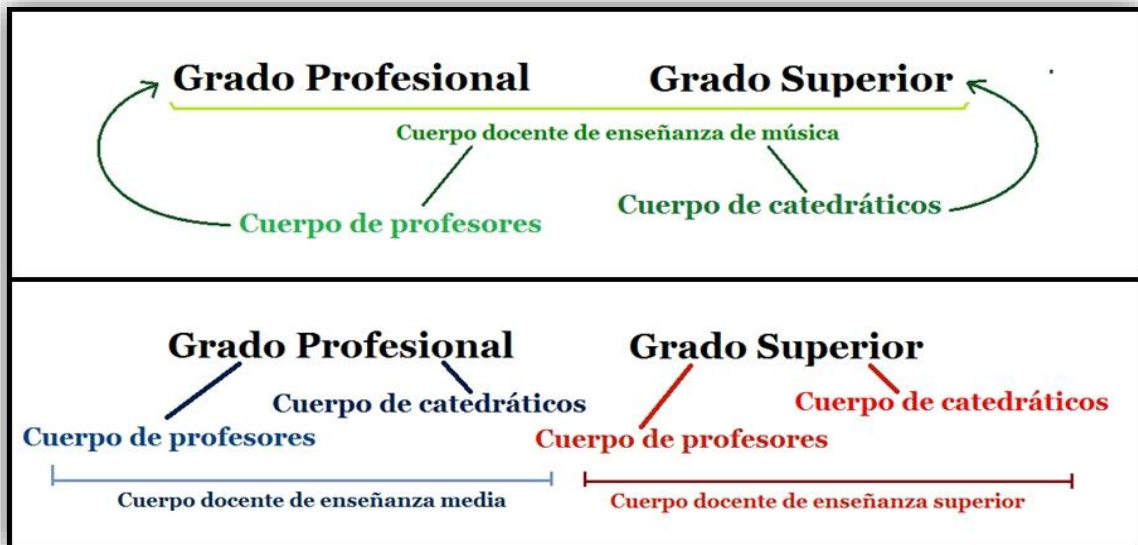 Grado Profesional Grado Superior
Cuerpo docente de enseñanza de música
Cuerpo de profesores Cuerpo de catedráticos
Grado Profesional Grado Superior
Cuerpo de catedráticos Cuerpo de catedráticos
Cuerpo de profesores Cuerpo de profesores
Cuerpo docente de enseñanza media Cuerpo docente de enseñanza superior